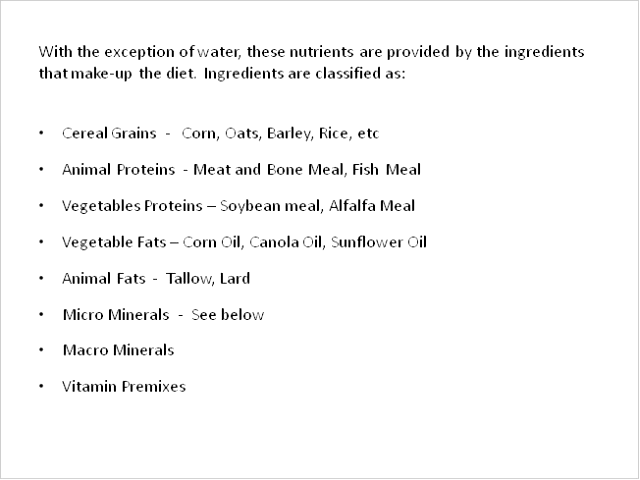 With the exception of water, these nutrients are provided by the ingredients
that make-up the diet. Ingredients are classified as:
• Cereal Grains - Corn, Oats, Barley, Rice, etc
• Animal Proteins - Meat and Bone Meal, Fish Meal
• Vegetables Proteins – Soybean meal, Alfalfa Meal
• Vegetable Fats – Corn Oil, Canola Oil, Sunflower Oil
• Animal Fats - Tallow, Lard
• Micro Minerals - See below
• Macro Minerals
• Vitamin Premixes